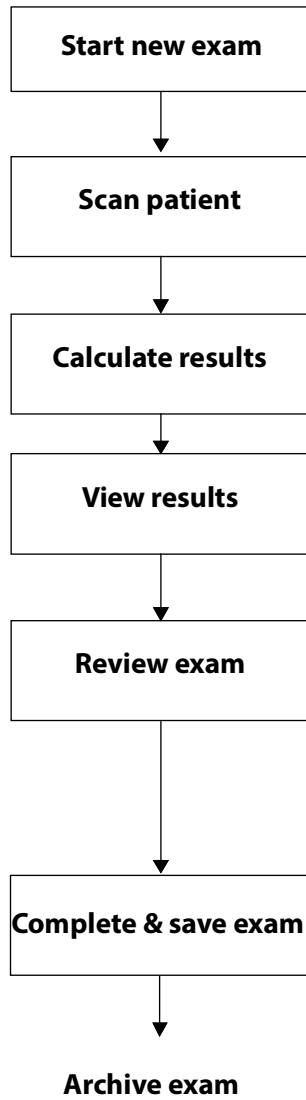 Start new exam
Scan patient
Calculate results
View results
Review exam
Complete & save exam
Archive exam